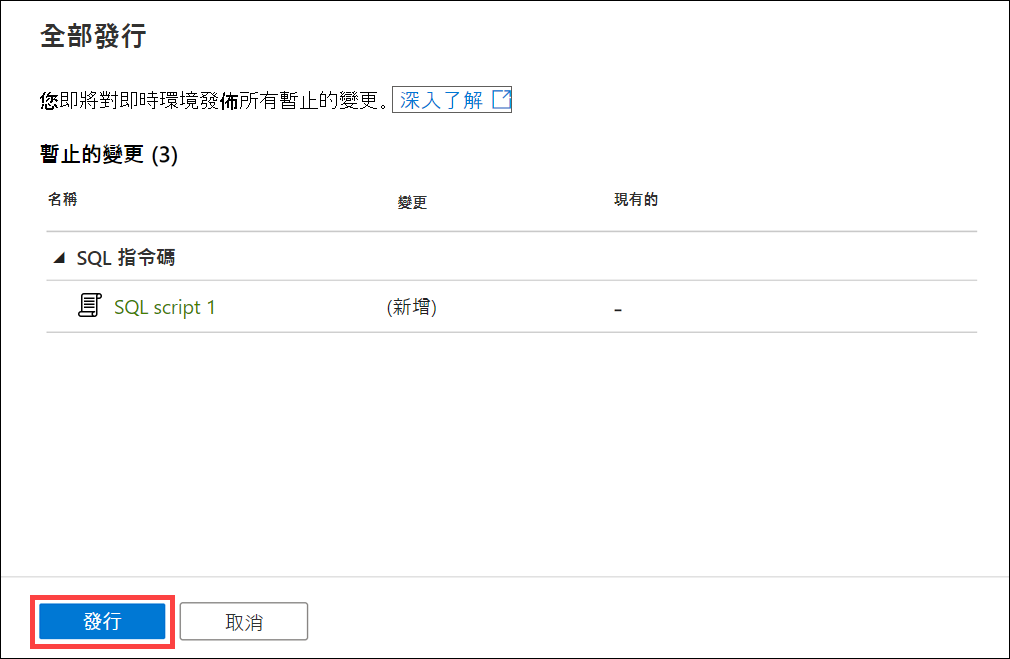 全部發行
您即將對即時環境發佈所有暫止的變更。 深入了解
暫止的變更 (3)
名稱 變更 現有的
SQL 指令碼
SQL script 1 (新增) -
發行 取消